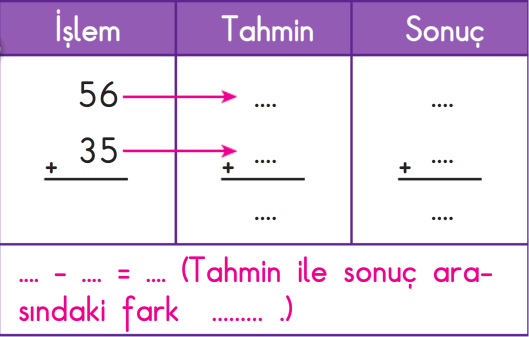 İşlem Tahmin Sonuç
56 .... ....
+ 35 + .... + ....
.... ....
.... - .... = .... (Tahmin ile sonuç ara-
sındaki fark ......... .)